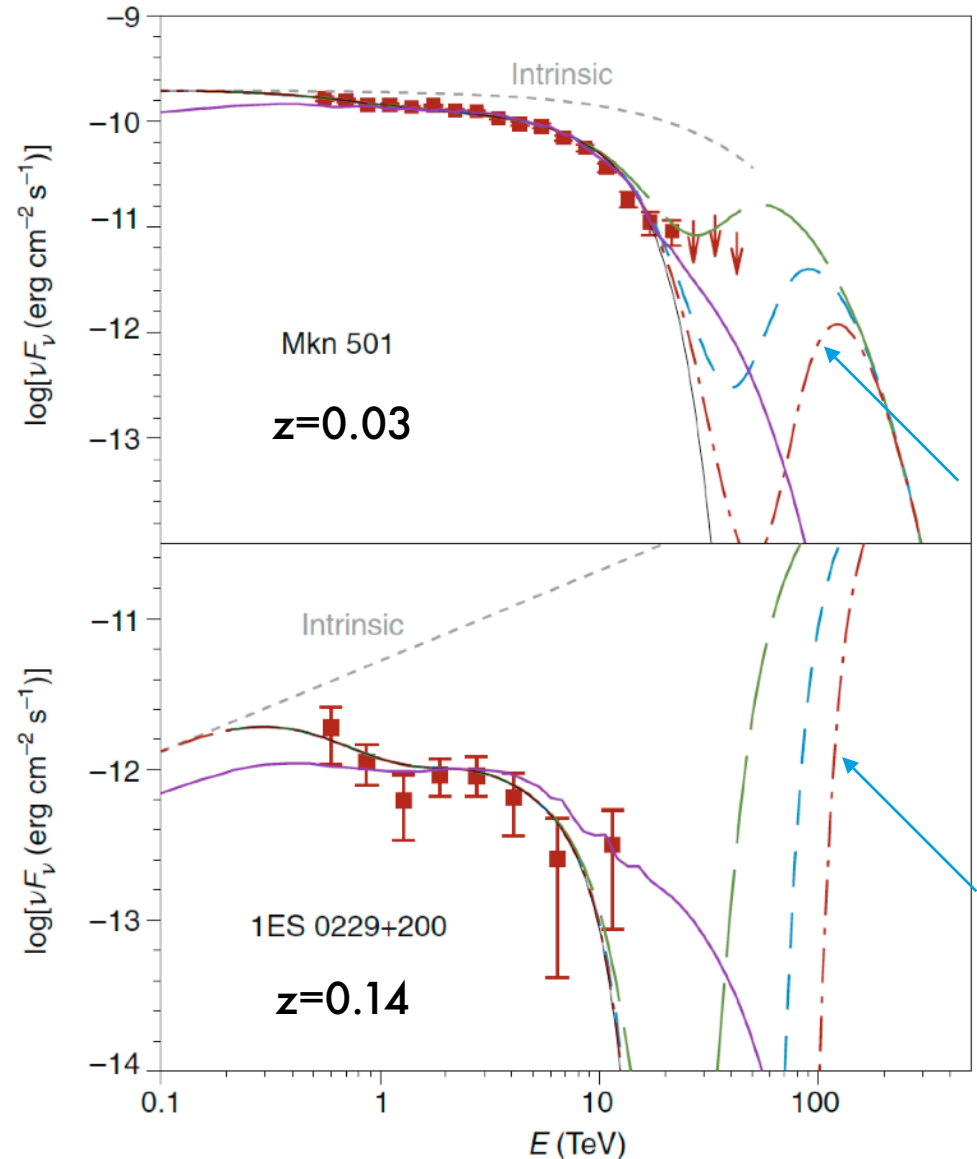 −9
Intrinsic
−10
−11
−12
−13
log[νFν (erg cm−2 s−1)]
Mkn 501
z=0.03
Intrinsic
−11
−12
−13
−14
log[νFν (erg cm−2 s−1)]
1ES 0229+200
z=0.14
0.1 1 10 100
E (TeV)